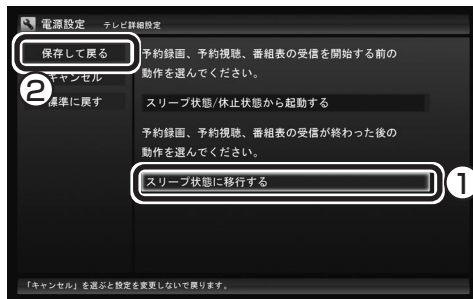 電源設定 テレビ詳細設定
保存して戻る
キャンセル
標準に戻す
②
予約録画、予約視聴、番組表の受信を開始する前の
動作を選んでください。
スリープ状態/休止状態から起動する
予約録画、予約視聴、番組表の受信が終わった後の
動作を選んでください。
スリープ状態に移行する
①
「キャンセル」を選ぶと設定を変更しないで戻ります。